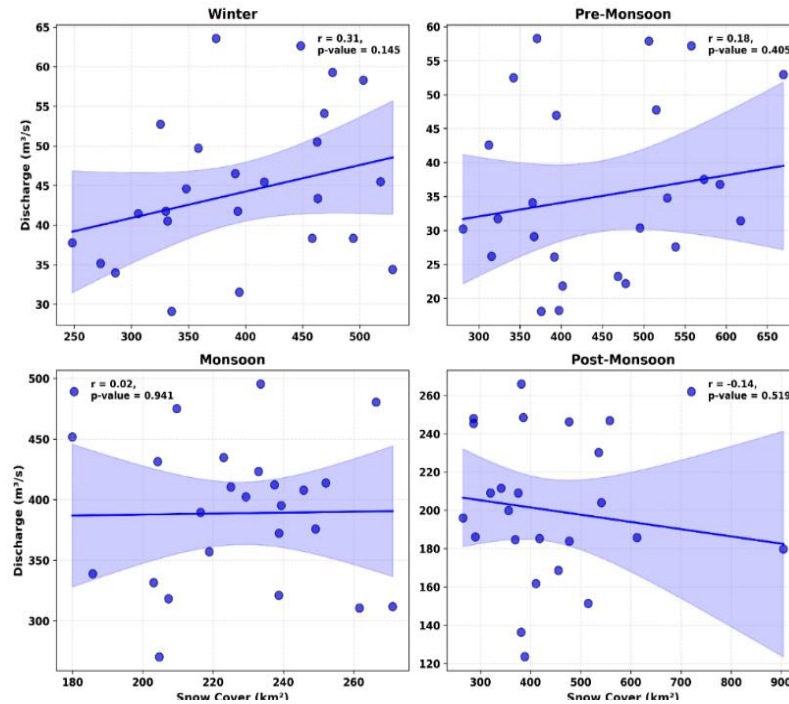 Winter
Pre-Monsoon
r = 0.31,
p-value = 0.145
r = 0.18,
p-value = 0.405
Discharge (m³/s)
65
60
55
50
45
40
35
30
60
55
50
45
40
35
30
25
20
250 300 350 400 450 500
300 350 400 450 500 550 600 650
Monsoon
Post-Monsoon
r = 0.02,
p-value = 0.941
r = -0.14,
p-value = 0.519
Discharge (m³/s)
500
450
400
350
300
260
240
220
200
180
160
140
120
180 200 220 240 260
300 400 500 600 700 800 900
Snow Cover (km²)
Snow Cover (km²)